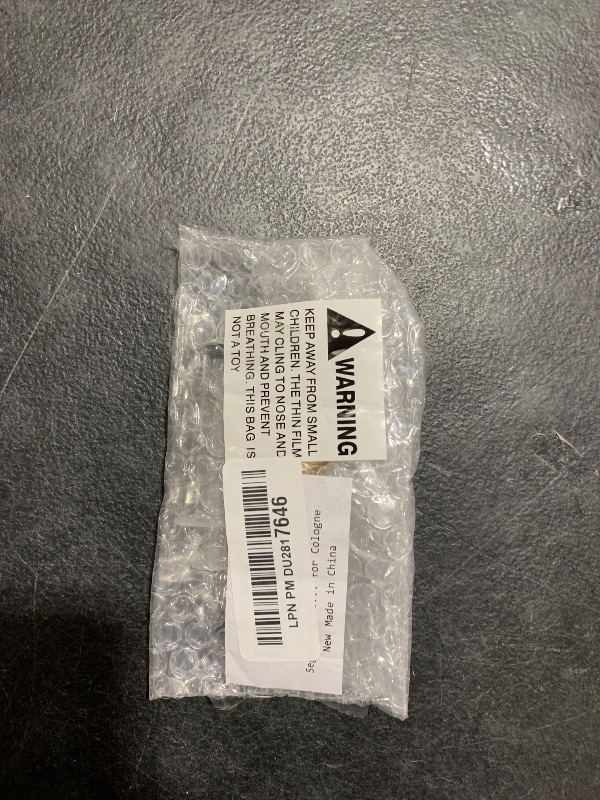 WARNING
KEEP AWAY FROM SMALL
CHILDREN. THE THIN FILM
MAY CLING TO NOSE AND
MOUTH AND PREVENT
BREATHING. THIS BAG IS
NOT A TOY
LPN PM DU2817646
for Cologne
New Made in China